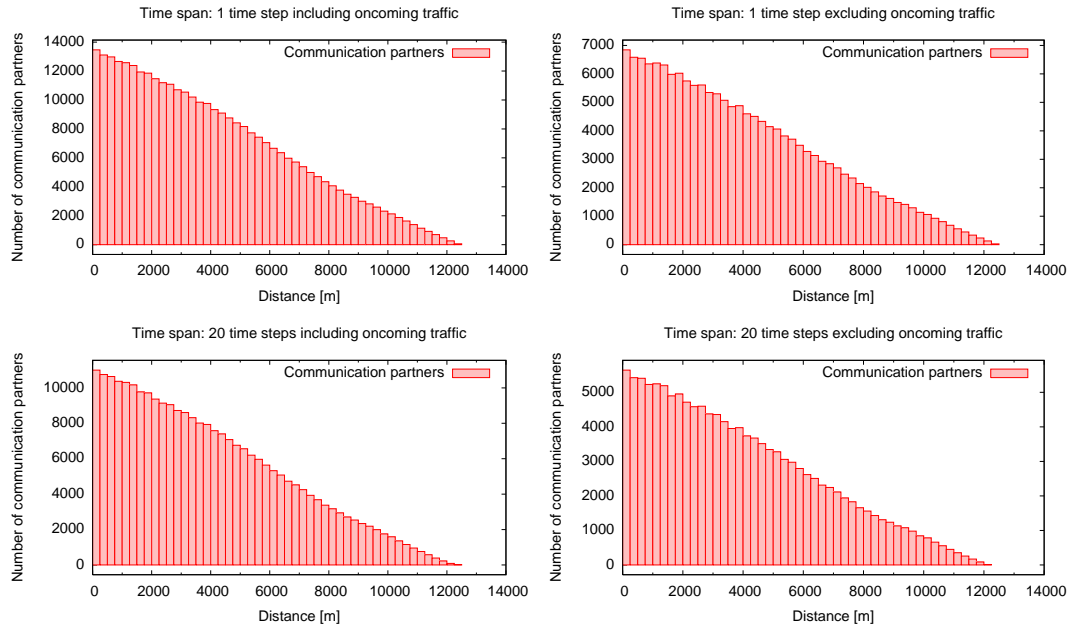 Time span: 1 time step including oncoming traffic
Number of communication partners
14000
12000
10000
8000
6000
4000
2000
0
Communication partners
0 2000 4000 6000 8000 10000 12000 14000
Distance [m]
Time span: 1 time step excluding oncoming traffic
Number of communication partners
7000
6000
5000
4000
3000
2000
1000
0
Communication partners
0 2000 4000 6000 8000 10000 12000 14000
Distance [m]
Time span: 20 time steps including oncoming traffic
Number of communication partners
10000
8000
6000
4000
2000
0
Communication partners
0 2000 4000 6000 8000 10000 12000 14000
Distance [m]
Time span: 20 time steps excluding oncoming traffic
Number of communication partners
5000
4000
3000
2000
1000
0
Communication partners
0 2000 4000 6000 8000 10000 12000 14000
Distance [m]